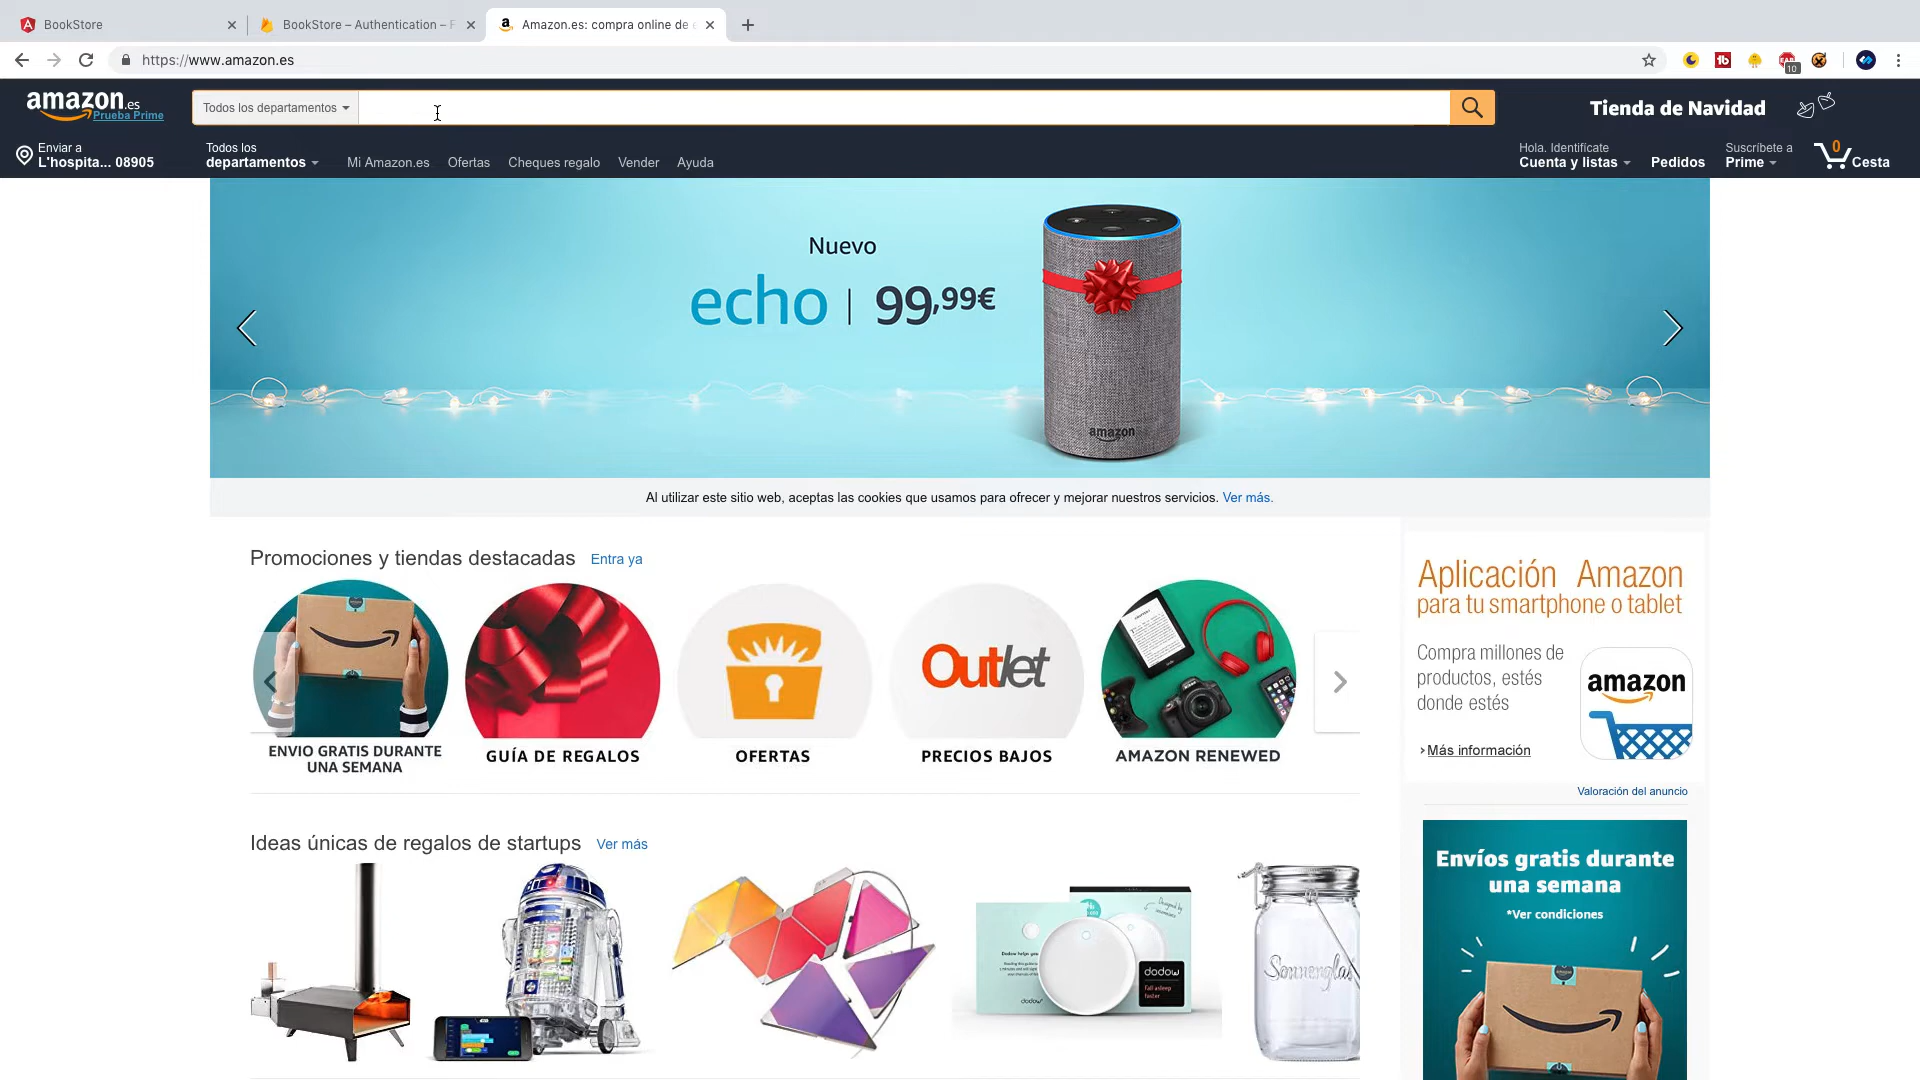 BookStore
BookStore – Authentication – F
Amazon.es: compra online de e
https://www.amazon.es
10
amazon.es
Prueba Prime
Todos los departamentos
Tienda de Navidad
Enviar a
L'hospita... 08905
Todos los
departamentos
Mi Amazon.es
Ofertas
Cheques regalo
Vender
Ayuda
Hola. Identifícate
Cuenta y listas
Pedidos
Suscríbete a
Prime
0
Cesta
Nuevo
echo | 99,99€
amazon
Al utilizar este sitio web, aceptas las cookies que usamos para ofrecer y mejorar nuestros servicios. Ver más.
Promociones y tiendas destacadas Entra ya
Outlet
ENVIO GRATIS DURANTE
UNA SEMANA
GUÍA DE REGALOS
OFERTAS
PRECIOS BAJOS
AMAZON RENEWED
Aplicación Amazon
para tu smartphone o tablet
Compra millones de
productos, estés
donde estés
amazon
›Más información
Valoración del anuncio
Ideas únicas de regalos de startups Ver más
dodow
Fall asleep
faster
dodow
Sonnenglas
Envíos gratis durante
una semana
*Ver condiciones